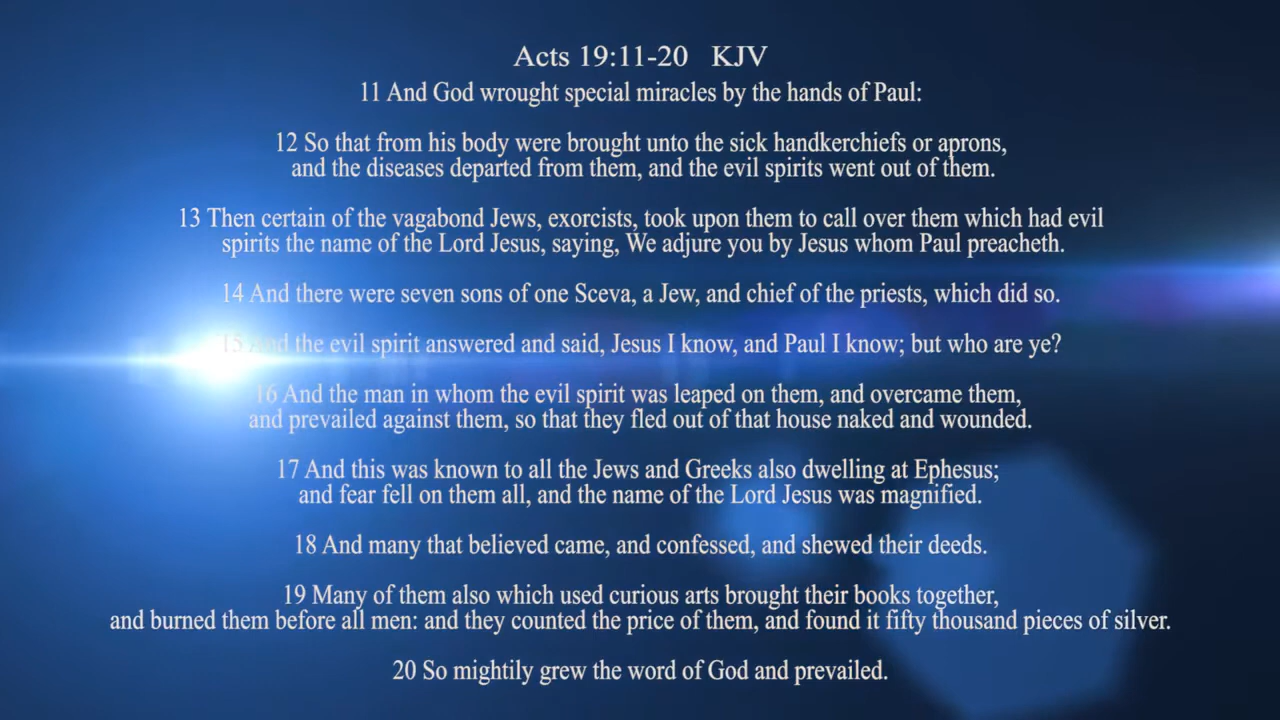 Acts 19:11-20 KJV
11 And God wrought special miracles by the hands of Paul:
12 So that from his body were brought unto the sick handkerchiefs or aprons,
and the diseases departed from them, and the evil spirits went out of them.
13 Then certain of the vagabond Jews, exorcists, took upon them to call over them which had evil
spirits the name of the Lord Jesus, saying, We adjure you by Jesus whom Paul preacheth.
14 And there were seven sons of one Sceva, a Jew, and chief of the priests, which did so.
15 And the evil spirit answered and said, Jesus I know, and Paul I know; but who are ye?
16 And the man in whom the evil spirit was leaped on them, and overcame them,
and prevailed against them, so that they fled out of that house naked and wounded.
17 And this was known to all the Jews and Greeks also dwelling at Ephesus;
and fear fell on them all, and the name of the Lord Jesus was magnified.
18 And many that believed came, and confessed, and shewed their deeds.
19 Many of them also which used curious arts brought their books together,
and burned them before all men: and they counted the price of them, and found it fifty thousand pieces of silver.
20 So mightily grew the word of God and prevailed.